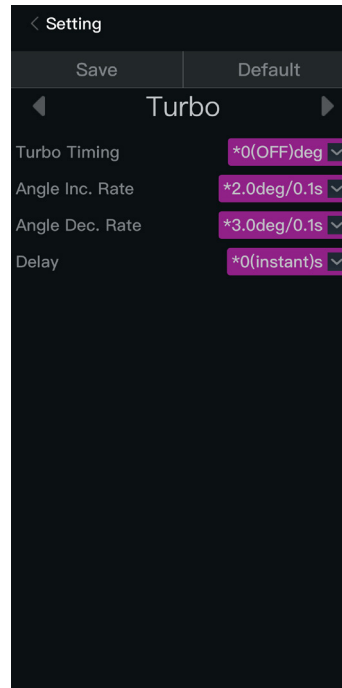 Setting
Save Default
Turbo
Turbo Timing *0(OFF)deg
Angle Inc. Rate *2.0deg/0.1s
Angle Dec. Rate *3.0deg/0.1s
Delay *0(instant)s